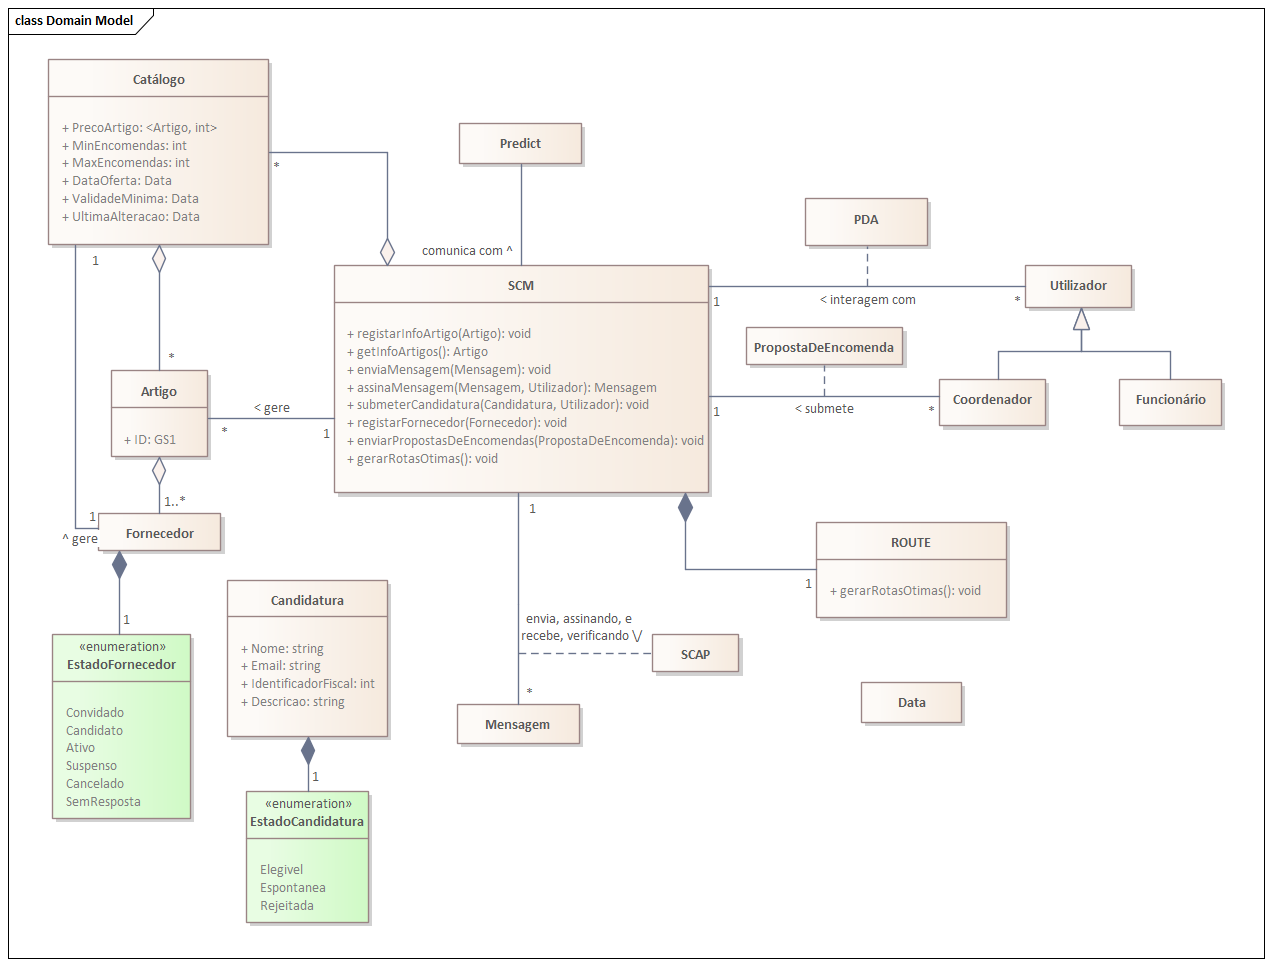 class Domain Model
Catálogo
+ PrecoArtigo: <Artigo, int>
+ MinEncomendas: int
+ MaxEncomendas: int
+ DataOferta: Data
+ ValidadeMinima: Data
+ UltimaAlteracao: Data
*
1
Predict
comunica com ^
PDA
Utilizador
1
< interagem com
*
SCM
+ registarInfoArtigo(Artigo): void
+ getInfoArtigos(): Artigo
+ enviaMensagem(Mensagem): void
+ assinaMensagem(Mensagem, Utilizador): Mensagem
+ submeterCandidatura(Candidatura, Utilizador): void
+ registarFornecedor(Fornecedor): void
+ enviarPropostasDeEncomendas(PropostaDeEncomenda): void
+ gerarRotasOtimas(): void
PropostaDeEncomenda
1
< submete
*
Coordenador
Funcionário
*
Artigo
+ ID: GS1
< gere
*
1
1..*
1
^ gere
Fornecedor
1
«enumeration»
EstadoFornecedor
Convidado
Candidato
Ativo
Suspenso
Cancelado
SemResposta
Candidatura
+ Nome: string
+ Email: string
+ IdentificadorFiscal: int
+ Descricao: string
1
«enumeration»
EstadoCandidatura
Elegivel
Espontanea
Rejeitada
1
envia, assinando, e
recebe, verificando \/
SCAP
*
Mensagem
1
ROUTE
+ gerarRotasOtimas(): void
Data